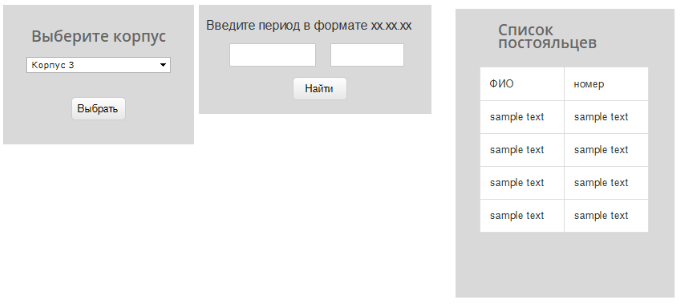 Выберите корпус
Корпус 3
Выбрать
Введите период в формате xx.xx.xx
Найти
Список
постояльцев
ФИО номер
sample text sample text
sample text sample text
sample text sample text
sample text sample text